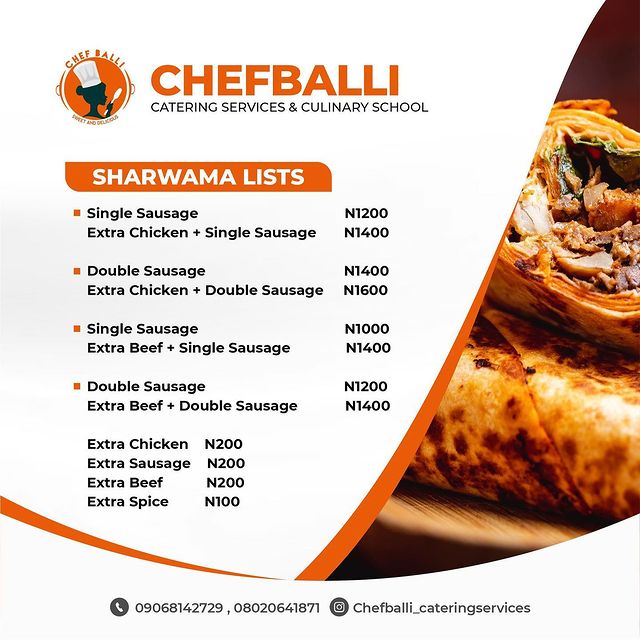 CHEF BALLI
SWEET AND DELICIOUS
CHEFBALLI
CATERING SERVICES & CULINARY SCHOOL
SHARWAMA LISTS
Single Sausage N1200
Extra Chicken + Single Sausage N1400
Double Sausage N1400
Extra Chicken + Double Sausage N1600
Single Sausage N1000
Extra Beef + Single Sausage N1400
Double Sausage N1200
Extra Beef + Double Sausage N1400
Extra Chicken N200
Extra Sausage N200
Extra Beef N200
Extra Spice N100
09068142729 , 08020641871 Chefballi_cateringservices